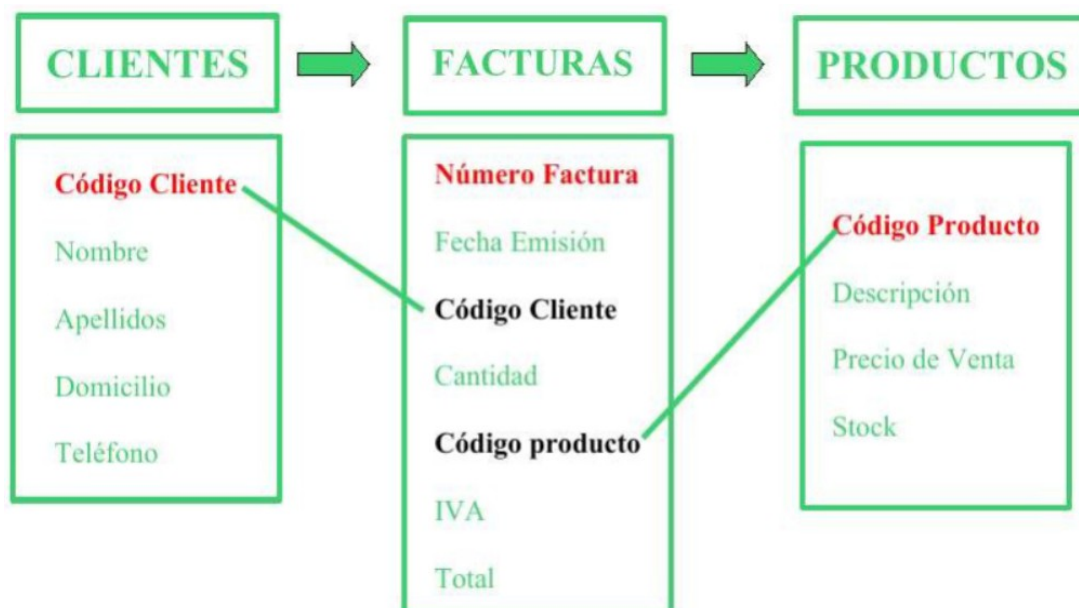 CLIENTES
Código Cliente
Nombre
Apellidos
Domicilio
Teléfono
FACTURAS
Número Factura
Fecha Emisión
Código Cliente
Cantidad
Código producto
IVA
Total
PRODUCTOS
Código Producto
Descripción
Precio de Venta
Stock